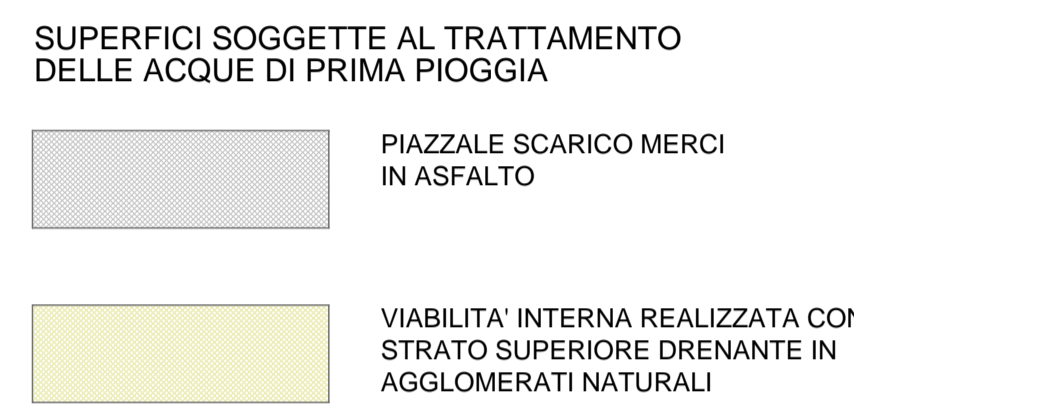 SUPERFICI SOGGETTE AL TRATTAMENTO
DELLE ACQUE DI PRIMA PIOGGIA
PIAZZALE SCARICO MERCI
IN ASFALTO
VIABILITA' INTERNA REALIZZATA CON
STRATO SUPERIORE DRENANTE IN
AGGLOMERATI NATURALI